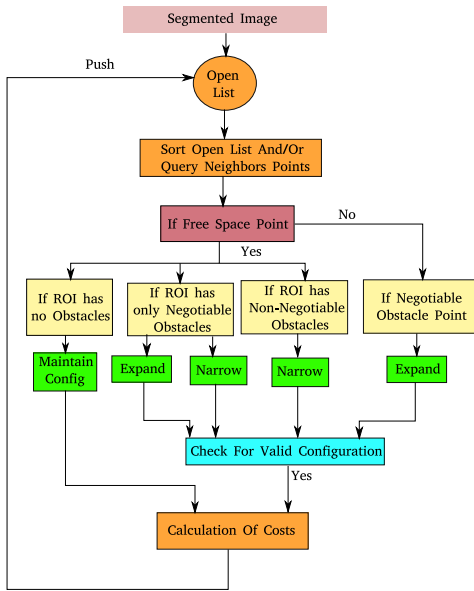 Segmented Image
Push
Open
List
Sort Open List And/Or
Query Neighbors Points
If Free Space Point
No
Yes
If ROI has
no Obstacles
If ROI has
only Negotiable
Obstacles
If ROI has
Non-Negotiable
Obstacles
If Negotiable
Obstacle Point
Maintain
Config
Expand
Narrow
Narrow
Expand
Check For Valid Configuration
Yes
Calculation Of Costs